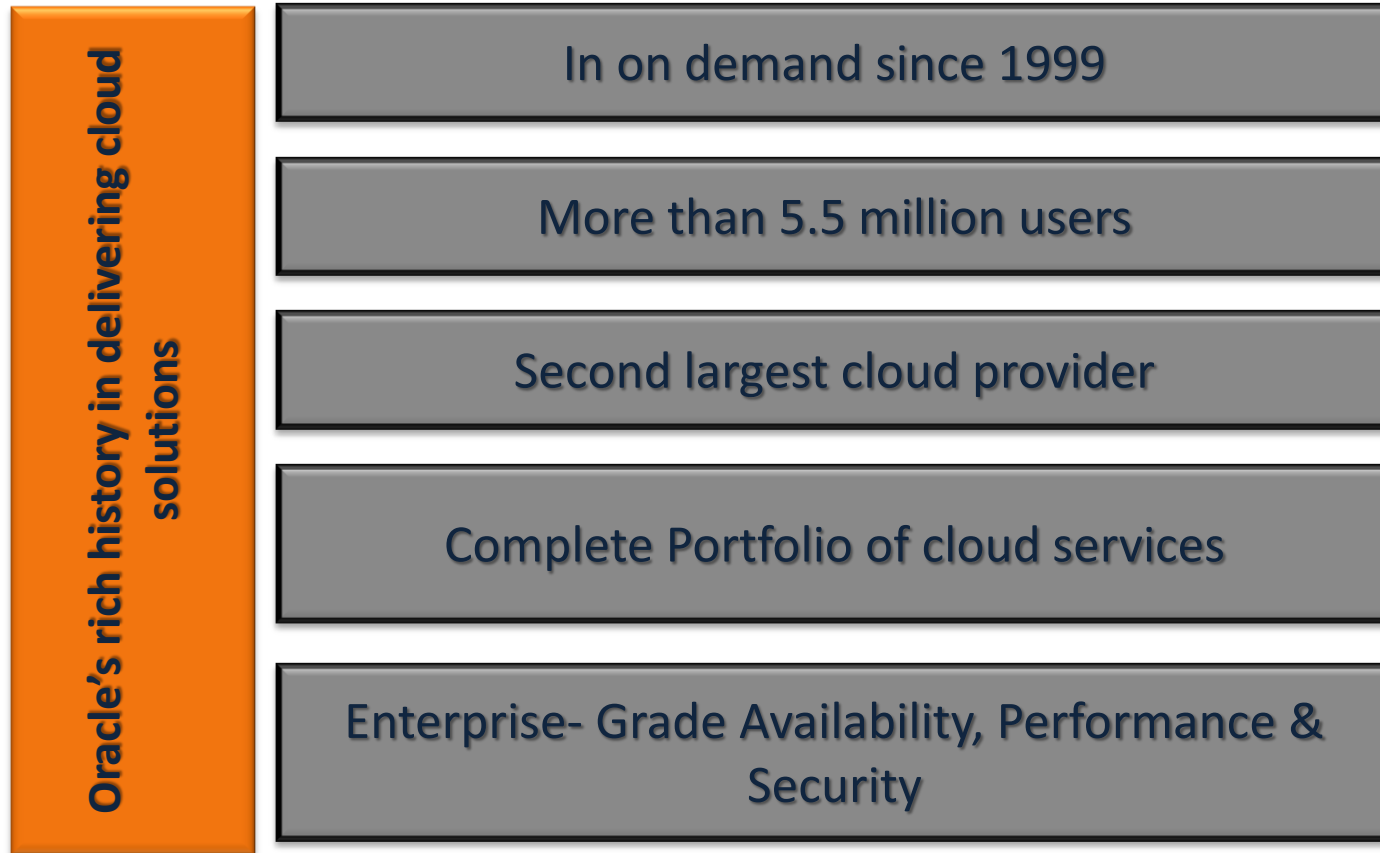 Oracle’s rich history in delivering cloud
solutions
In on demand since 1999
More than 5.5 million users
Second largest cloud provider
Complete Portfolio of cloud services
Enterprise- Grade Availability, Performance &
Security